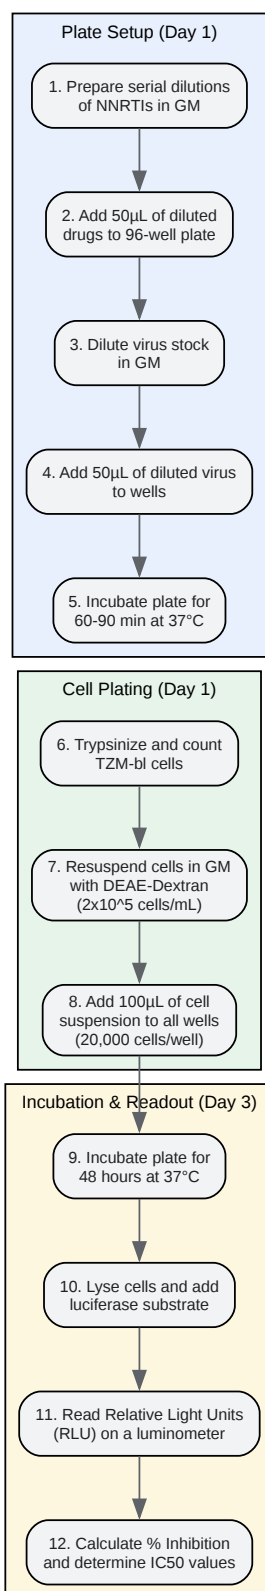 Plate Setup (Day 1)
1. Prepare serial dilutions
of NNRTIs in GM
2. Add 50µL of diluted
drugs to 96-well plate
3. Dilute virus stock
in GM
4. Add 50µL of diluted virus
to wells
5. Incubate plate for
60-90 min at 37°C
Cell Plating (Day 1)
6. Trypsinize and count
TZM-bl cells
7. Resuspend cells in GM
with DEAE-Dextran
(2x10^5 cells/mL)
8. Add 100µL of cell
suspension to all wells
(20,000 cells/well)
Incubation & Readout (Day 3)
9. Incubate plate for
48 hours at 37°C
10. Lyse cells and add
luciferase substrate
11. Read Relative Light Units
(RLU) on a luminometer
12. Calculate % Inhibition
and determine IC50 values